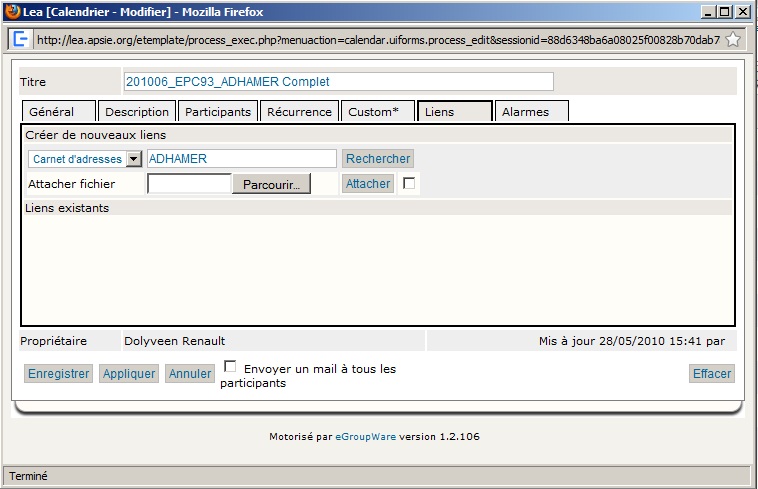 Lea [Calendrier - Modifier] - Mozilla Firefox
http://lea.apsie.org/etemplate/process_exec.php?menuaction=calendar.uiforms.process_edit&sessionid=88d6348ba6a08025f00828b70dab7
Titre 201006_EPC93_ADHAMER Complet
Général Description Participants Récurrence Custom* Liens Alarmes
Créer de nouveaux liens
Carnet d'adresses ADHAMER Rechercher
Attacher fichier Parcourir... Attacher
Liens existants
Propriétaire Dolyveen Renault Mis à jour 28/05/2010 15:41 par
Enregistrer Appliquer Annuler Envoyer un mail à tous les participants Effacer
Motorisé par eGroupWare version 1.2.106
Terminé